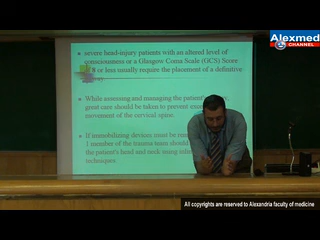 Alexmed
CHANNEL
severe head-injury patients with an altered level of
consciousness or a Glasgow Coma Scale (GCS) Score
8 or less usually require the placement of a definitive
While assessing and managing the patient's
great care should be taken to prevent
movement of the cervical spine.
If immobilizing devices must be
1 member of the trauma team should
the patient's head and neck using
techniques.
All copyrights are reserved to Alexandria faculty of medicine